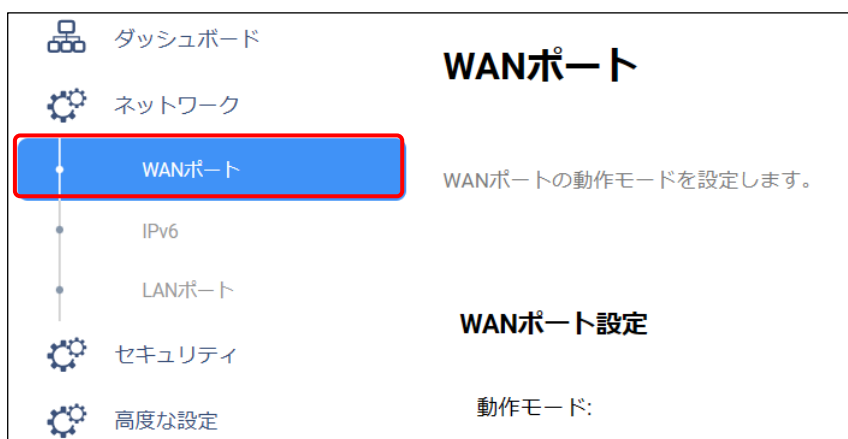 ダッシュボード
ネットワーク
WANポート
IPv6
LANポート
セキュリティ
高度な設定
WANポート
WANポートの動作モードを設定します。
WANポート設定
動作モード: